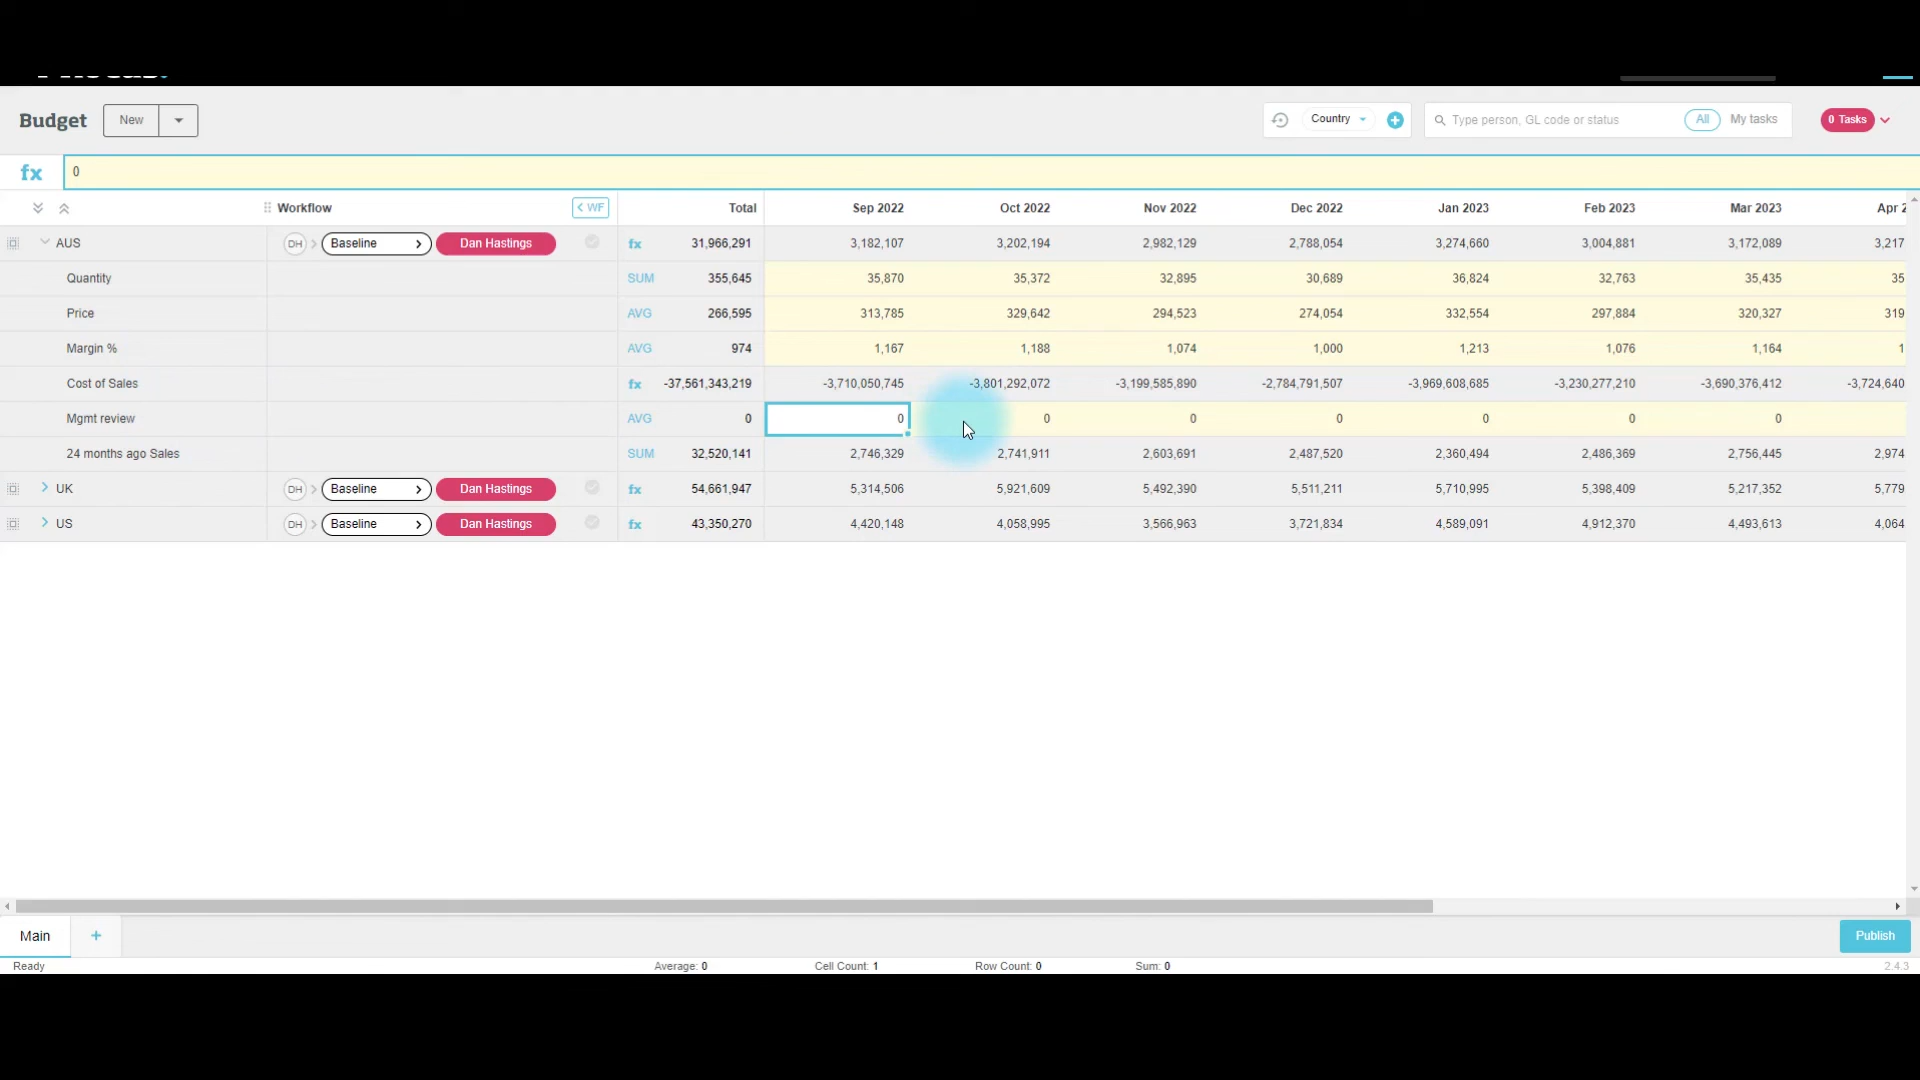 Budget New Country Type person, GL code or status All My tasks 0 Tasks
fx 0
Workflow < WF Total Sep 2022 Oct 2022 Nov 2022 Dec 2022 Jan 2023 Feb 2023 Mar 2023 Apr 2
AUS DH Baseline Dan Hastings fx 31,966,291 3,182,107 3,202,194 2,982,129 2,788,054 3,274,660 3,004,881 3,172,089 3,217
Quantity SUM 355,645 35,870 35,372 32,895 30,689 36,824 32,763 35,435 35
Price AVG 266,595 313,785 329,642 294,523 274,054 332,554 297,884 320,327 319
Margin % AVG 974 1,167 1,188 1,074 1,000 1,213 1,076 1,164 1
Cost of Sales fx -37,561,343,219 -3,710,050,745 -3,801,292,072 -3,199,585,890 -2,784,791,507 -3,969,608,685 -3,230,277,210 -3,690,376,412 -3,724,640
Mgmt review AVG 0 0 0 0 0 0 0 0
24 months ago Sales SUM 32,520,141 2,746,329 2,741,911 2,603,691 2,487,520 2,360,494 2,486,369 2,756,445 2,974
UK DH Baseline Dan Hastings fx 54,661,947 5,314,506 5,921,609 5,492,390 5,511,211 5,710,995 5,398,409 5,217,352 5,779
US DH Baseline Dan Hastings fx 43,350,270 4,420,148 4,058,995 3,566,963 3,721,834 4,589,091 4,912,370 4,493,613 4,064
Main + Publish
Ready Average: 0 Cell Count: 1 Row Count: 0 Sum: 0 2.4.3